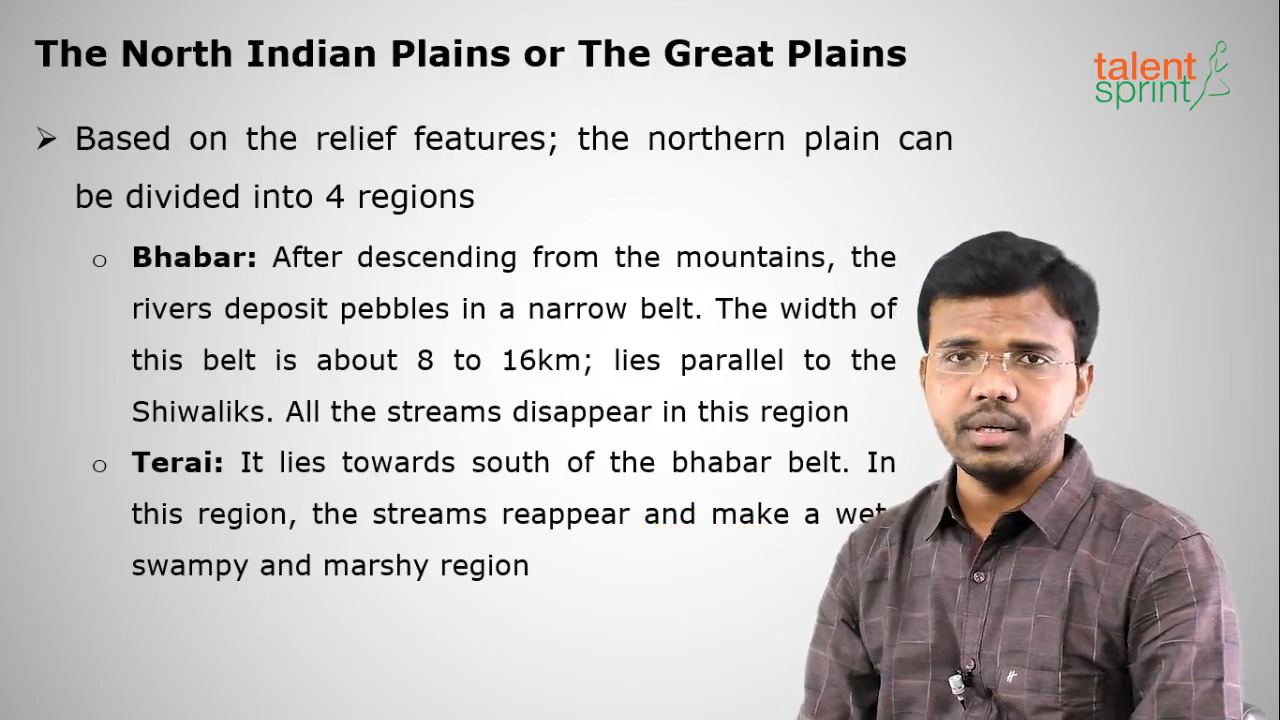 The North Indian Plains or The Great Plains
talent
sprint
➢ Based on the relief features; the northern plain can
be divided into 4 regions
o Bhabar: After descending from the mountains, the
rivers deposit pebbles in a narrow belt. The width of
this belt is about 8 to 16km; lies parallel to the
Shiwaliks. All the streams disappear in this region
o Terai: It lies towards south of the bhabar belt. In
this region, the streams reappear and make a wet
swampy and marshy region